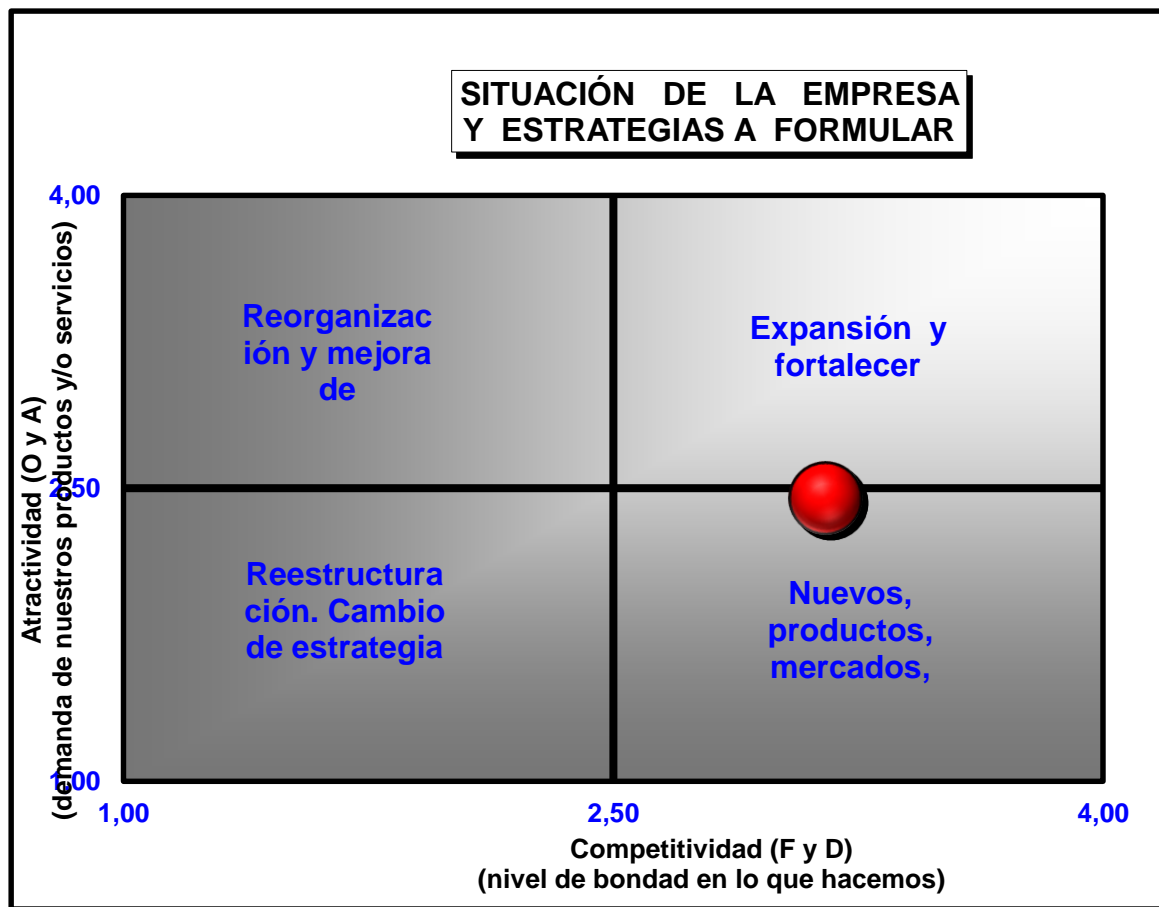 SITUACIÓN DE LA EMPRESA
Y ESTRATEGIAS A FORMULAR
4,00
Reorganizac
ión y mejora
de
Expansión y
fortalecer
Atractividad (O y A)
(demanda de nuestros productos y/o servicios)
2,50
Reestructura
ción. Cambio
de estrategia
Nuevos,
productos,
mercados,
1,00
1,00
2,50
4,00
Competitividad (F y D)
(nivel de bondad en lo que hacemos)